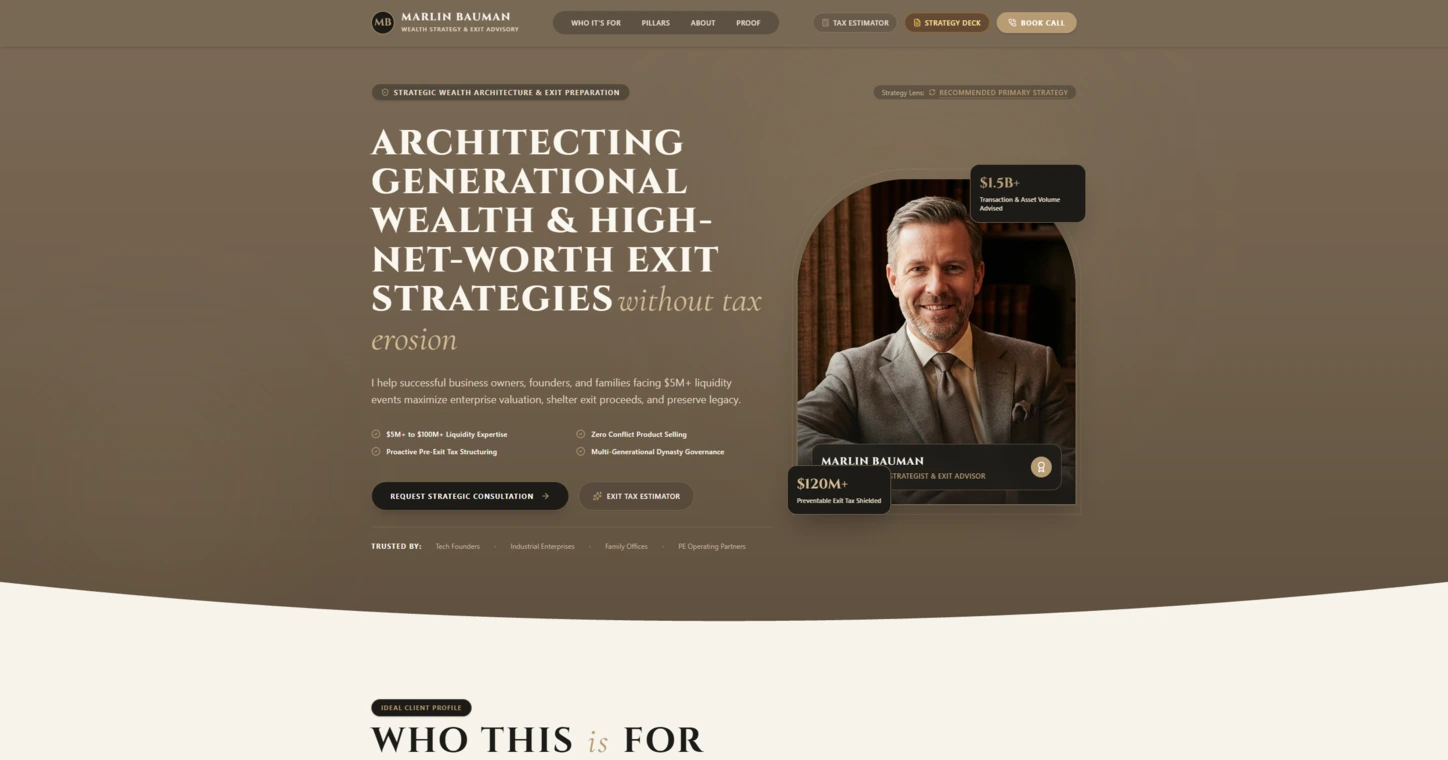 MB
MARLIN BAUMAN
WEALTH STRATEGY & EXIT ADVISORY
WHO IT'S FOR
PILLARS
ABOUT
PROOF
TAX ESTIMATOR
STRATEGY DECK
BOOK CALL
STRATEGIC WEALTH ARCHITECTURE & EXIT PREPARATION
Strategy Lens: RECOMMENDED PRIMARY STRATEGY
ARCHITECTING
GENERATIONAL
WEALTH & HIGH-
NET-WORTH EXIT
STRATEGIES without tax
erosion
I help successful business owners, founders, and families facing $5M+ liquidity
events maximize enterprise valuation, shelter exit proceeds, and preserve legacy.
$5M+ to $100M+ Liquidity Expertise
Zero Conflict Product Selling
Proactive Pre-Exit Tax Structuring
Multi-Generational Dynasty Governance
REQUEST STRATEGIC CONSULTATION
EXIT TAX ESTIMATOR
TRUSTED BY:
Tech Founders
Industrial Enterprises
Family Offices
PE Operating Partners
$1.5B+
Transaction & Asset Volume
Advised
MARLIN BAUMAN
& EXIT ADVISOR
$120M+
Preventable Exit Tax Shielded
IDEAL CLIENT PROFILE
WHO THIS is FOR